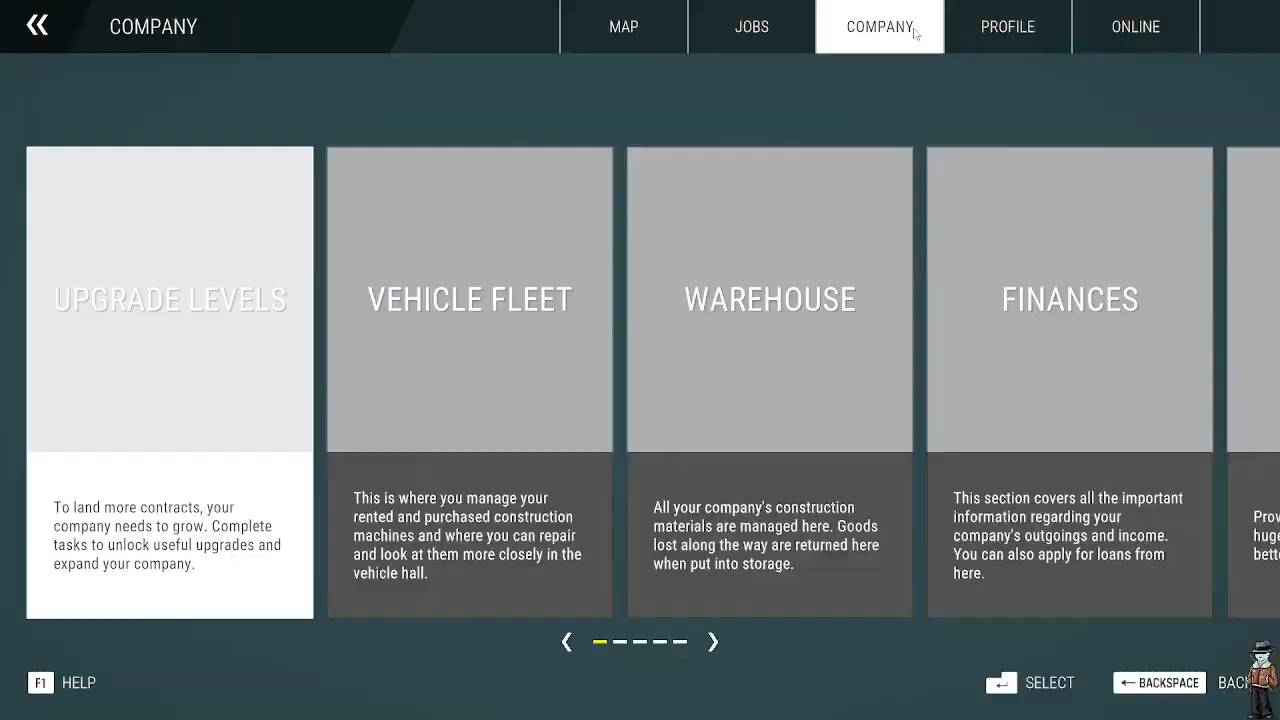 COMPANY
MAP
JOBS
COMPANY
PROFILE
ONLINE
UPGRADE LEVELS
To land more contracts, your
company needs to grow. Complete
tasks to unlock useful upgrades and
expand your company.
VEHICLE FLEET
This is where you manage your
rented and purchased construction
machines and where you can repair
and look at them more closely in the
vehicle hall.
WAREHOUSE
All your company's construction
materials are managed here. Goods
lost along the way are returned here
when put into storage.
FINANCES
This section covers all the important
information regarding your
company's outgoings and income.
You can also apply for loans from
here.
F1 HELP
SELECT
BACKSPACE